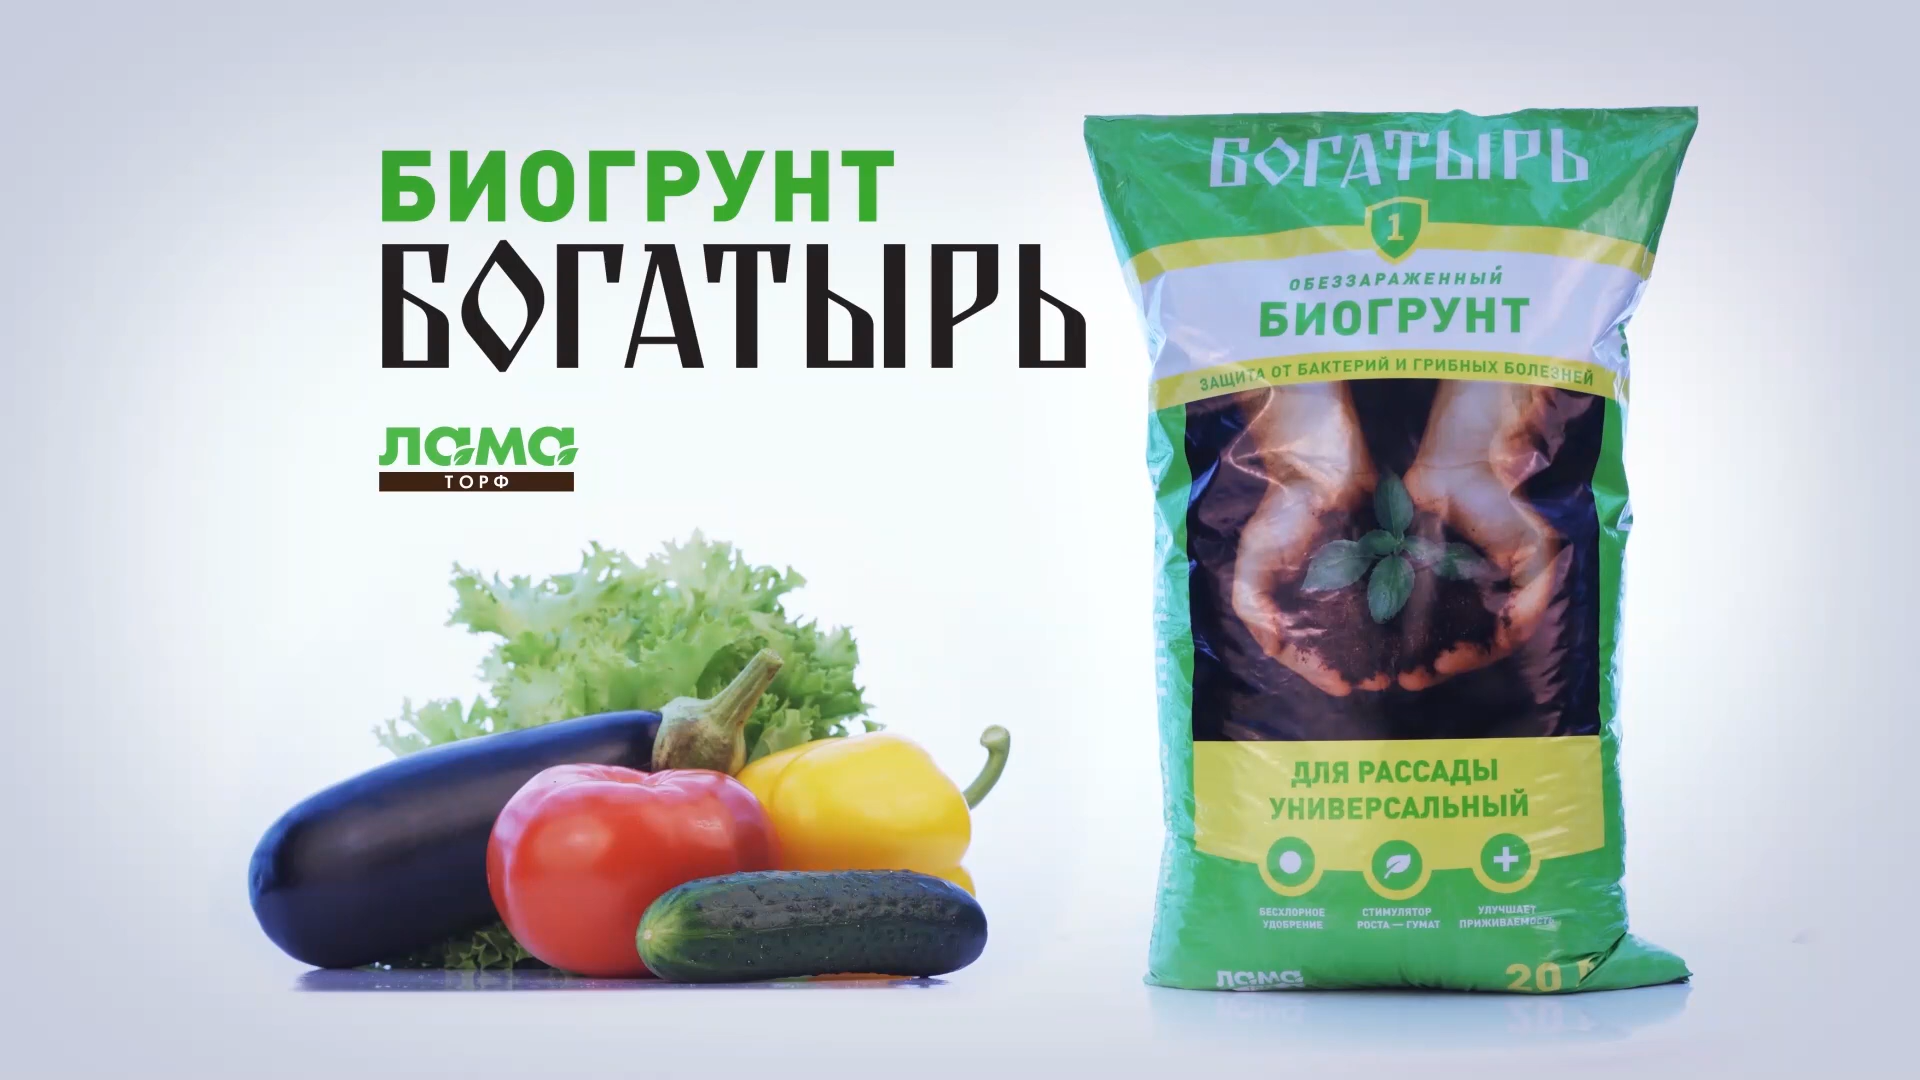 БИОГРУНТ
БОГАТЫРЬ
ЛАМА
ТОРФ
БОГАТЫРЬ
1
ОБЕЗЗАРАЖЕННЫЙ
БИОГРУНТ
ЗАЩИТА ОТ БАКТЕРИЙ И ГРИБНЫХ БОЛЕЗНЕЙ
ДЛЯ РАССАДЫ
УНИВЕРСАЛЬНЫЙ
БЕСХЛОРНОЕ
УДОБРЕНИЕ
СТИМУЛЯТОР
РОСТА — ГУМАТ
УЛУЧШАЕТ
ПРИЖИВАЕМОСТЬ
ЛАМА
20